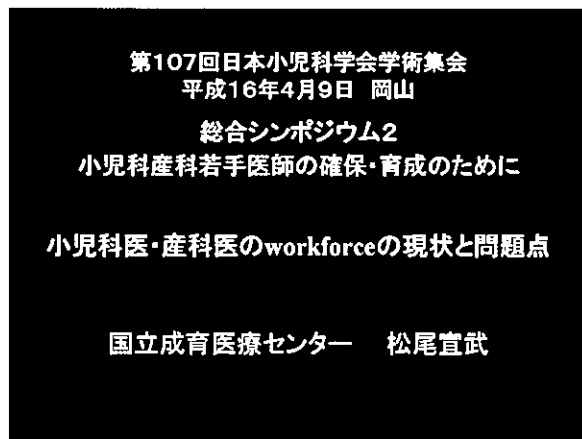 第107回日本小児科学会学術集会
平成16年4月9日 岡山
総合シンポジウム2
小児科産科若手医師の確保・育成のために
小児科医・産科医のworkforceの現状と問題点
国立成育医療センター 松尾宣武